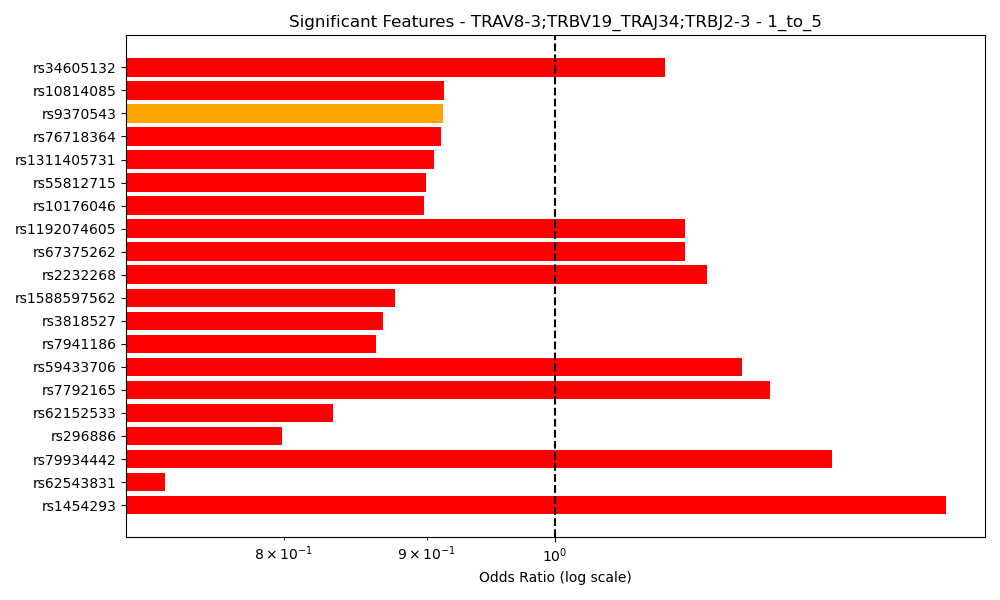 Significant Features - TRAV8-3;TRBV19_TRAJ34;TRBJ2-3 - 1_to_5
rs34605132
rs10814085
rs9370543
rs76718364
rs1311405731
rs55812715
rs10176046
rs1192074605
rs67375262
rs2232268
rs1588597562
rs3818527
rs7941186
rs59433706
rs7792165
rs62152533
rs296886
rs79934442
rs62543831
rs1454293
8 × 10⁻¹ 9 × 10⁻¹ 10⁰
Odds Ratio (log scale)